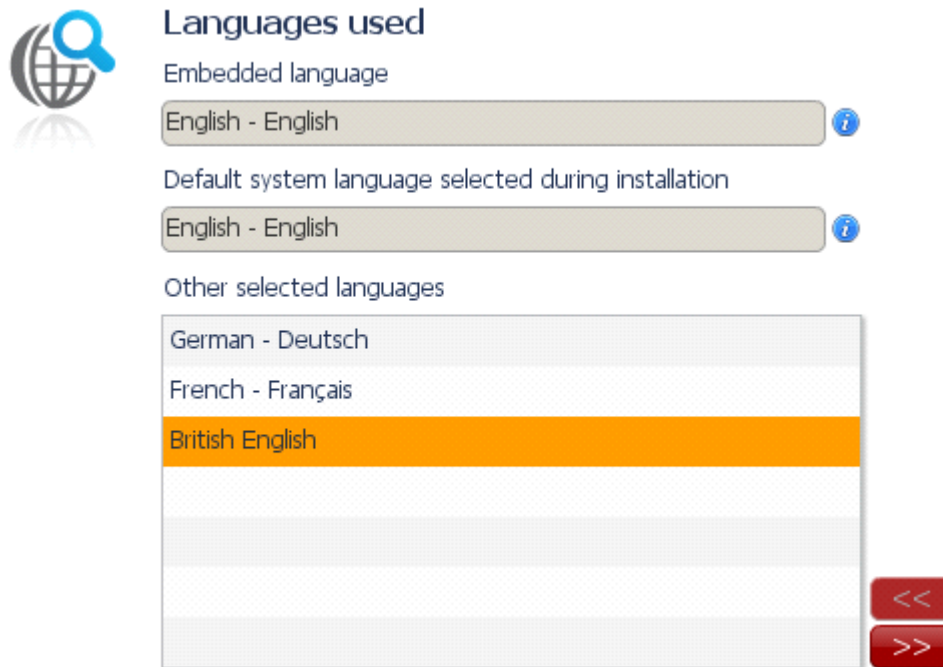 Languages used
Embedded language
English - English
Default system language selected during installation
English - English
Other selected languages
German - Deutsch
French - Français
British English
<<
>>